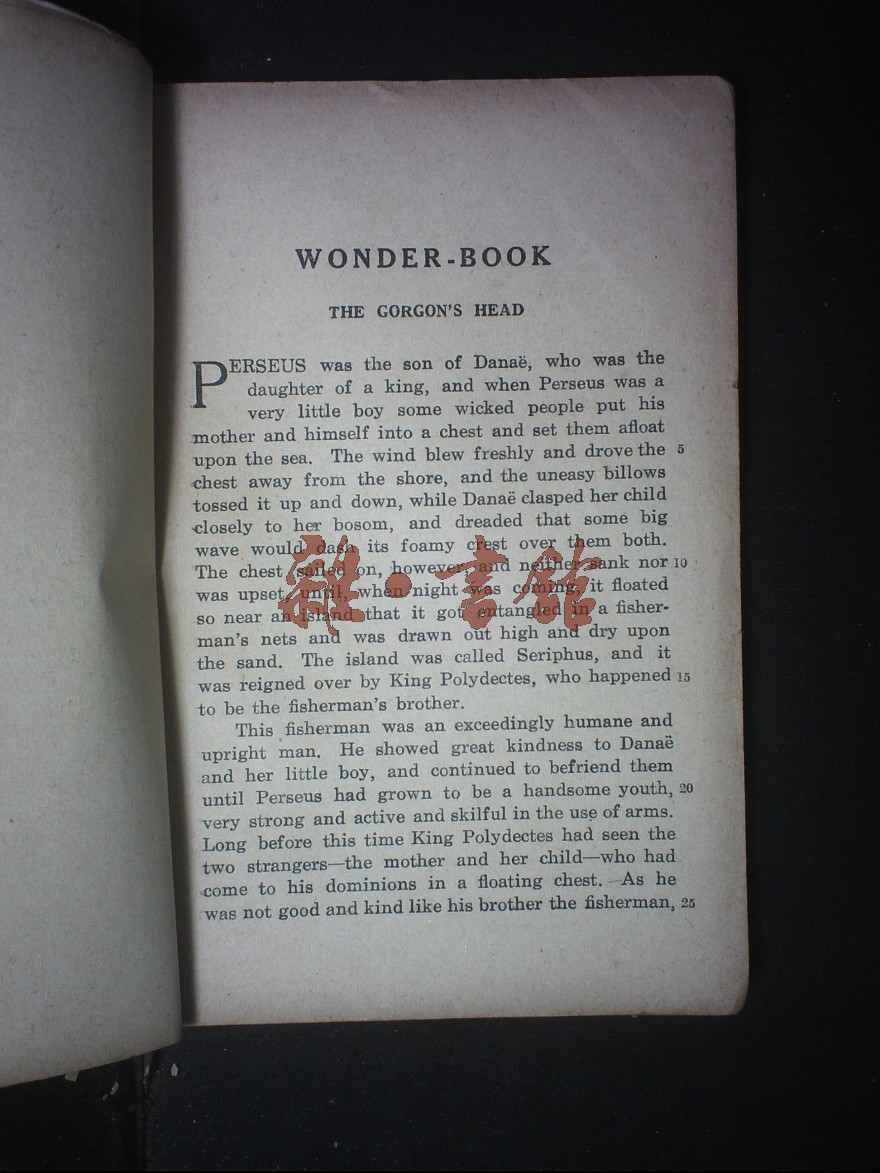 WONDER-BOOK
THE GORGON'S HEAD
PERSEUS was the son of Danaë, who was the
daughter of a king, and when Perseus was a
very little boy some wicked people put his
mother and himself into a chest and set them afloat
upon the sea. The wind blew freshly and drove the 5
chest away from the shore, and the uneasy billows
tossed it up and down, while Danaë clasped her child
closely to her bosom, and dreaded that some big
wave would dash its foamy crest over them both.
The chest sailed on, however, and neither sank nor 10
was upset, until, when night was coming, it floated
so near an island that it got entangled in a fisher-
man's nets and was drawn out high and dry upon
the sand. The island was called Seriphus, and it
was reigned over by King Polydectes, who happened 15
to be the fisherman's brother.
This fisherman was an exceedingly humane and
upright man. He showed great kindness to Danaë
and her little boy, and continued to befriend them
until Perseus had grown to be a handsome youth, 20
very strong and active and skilful in the use of arms.
Long before this time King Polydectes had seen the
two strangers—the mother and her child—who had
come to his dominions in a floating chest. As he
was not good and kind like his brother the fisherman, 25
雜·書館